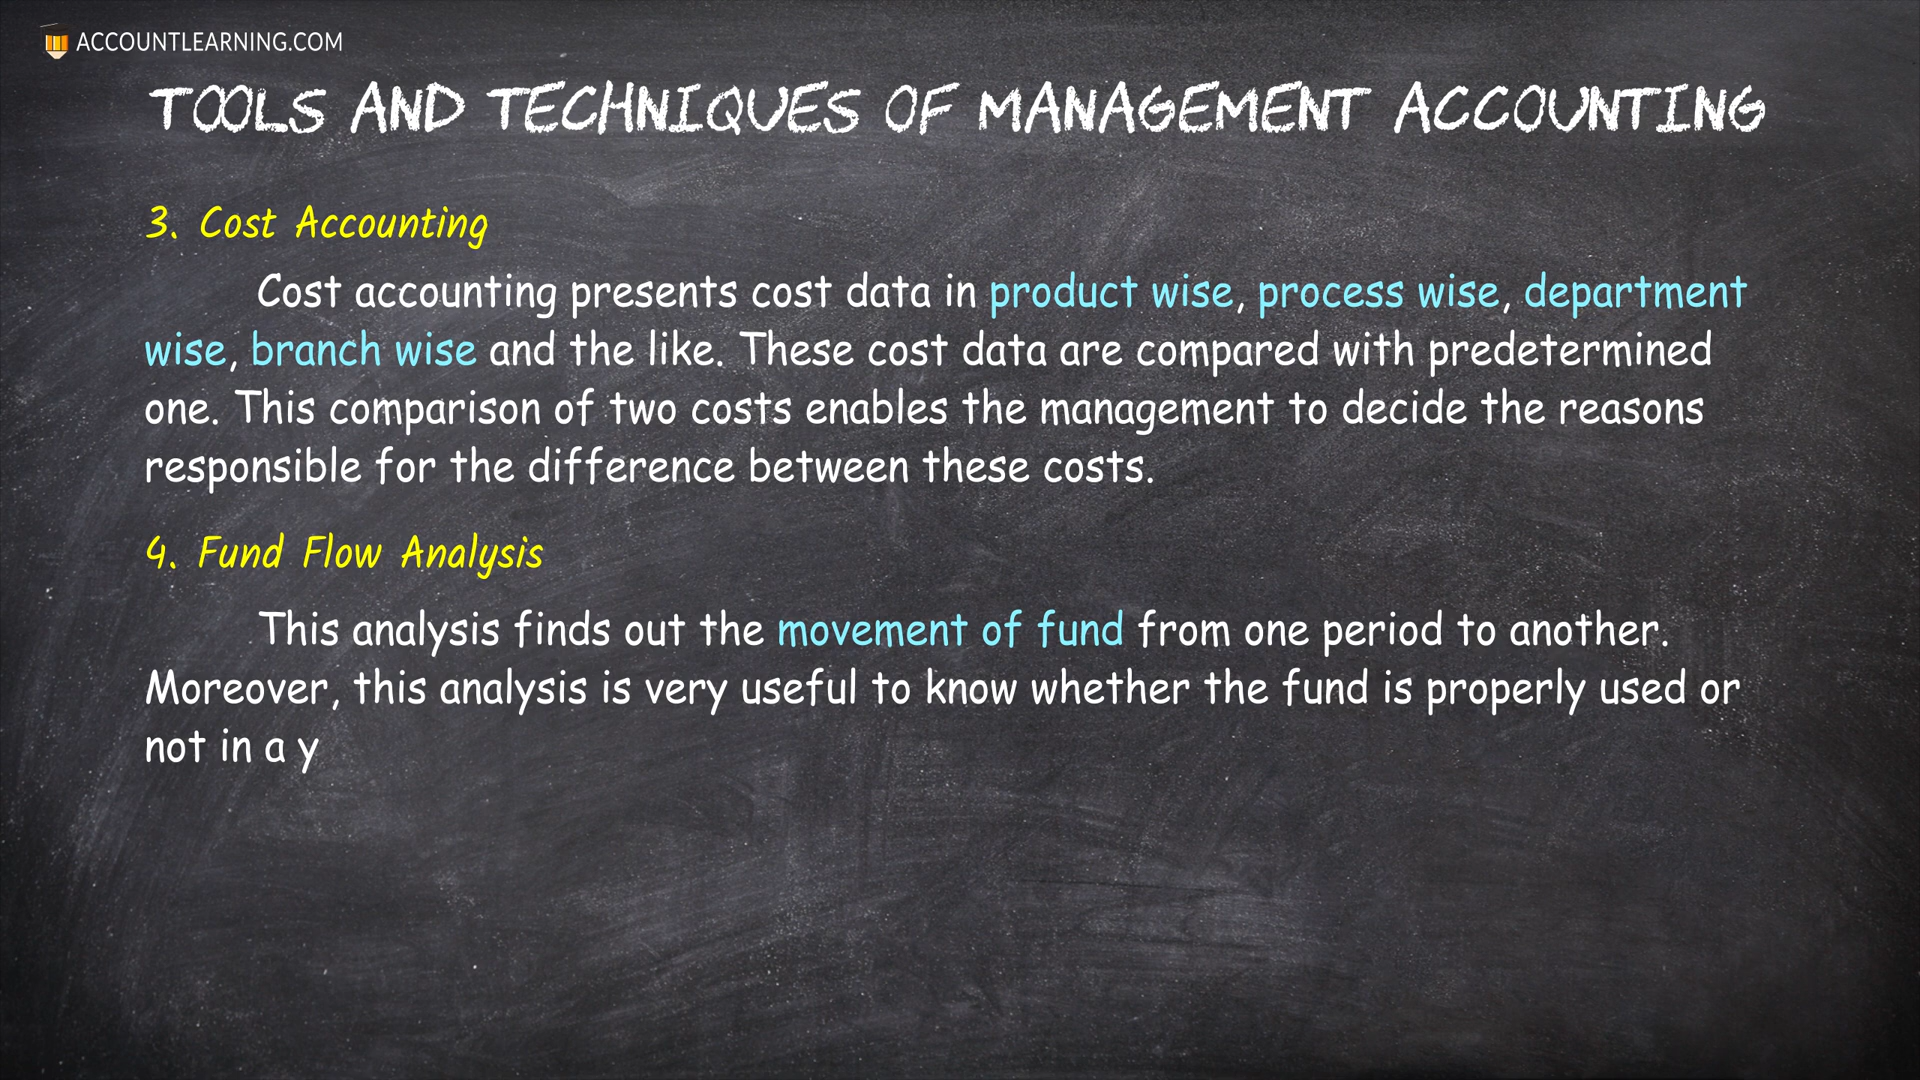 ACCOUNTLEARNING.COM
TOOLS AND TECHNIQUES OF MANAGEMENT ACCOUNTING
3. Cost Accounting
Cost accounting presents cost data in product wise, process wise, department
wise, branch wise and the like. These cost data are compared with predetermined
one. This comparison of two costs enables the management to decide the reasons
responsible for the difference between these costs.
4. Fund Flow Analysis
This analysis finds out the movement of fund from one period to another.
Moreover, this analysis is very useful to know whether the fund is properly used or
not in a y